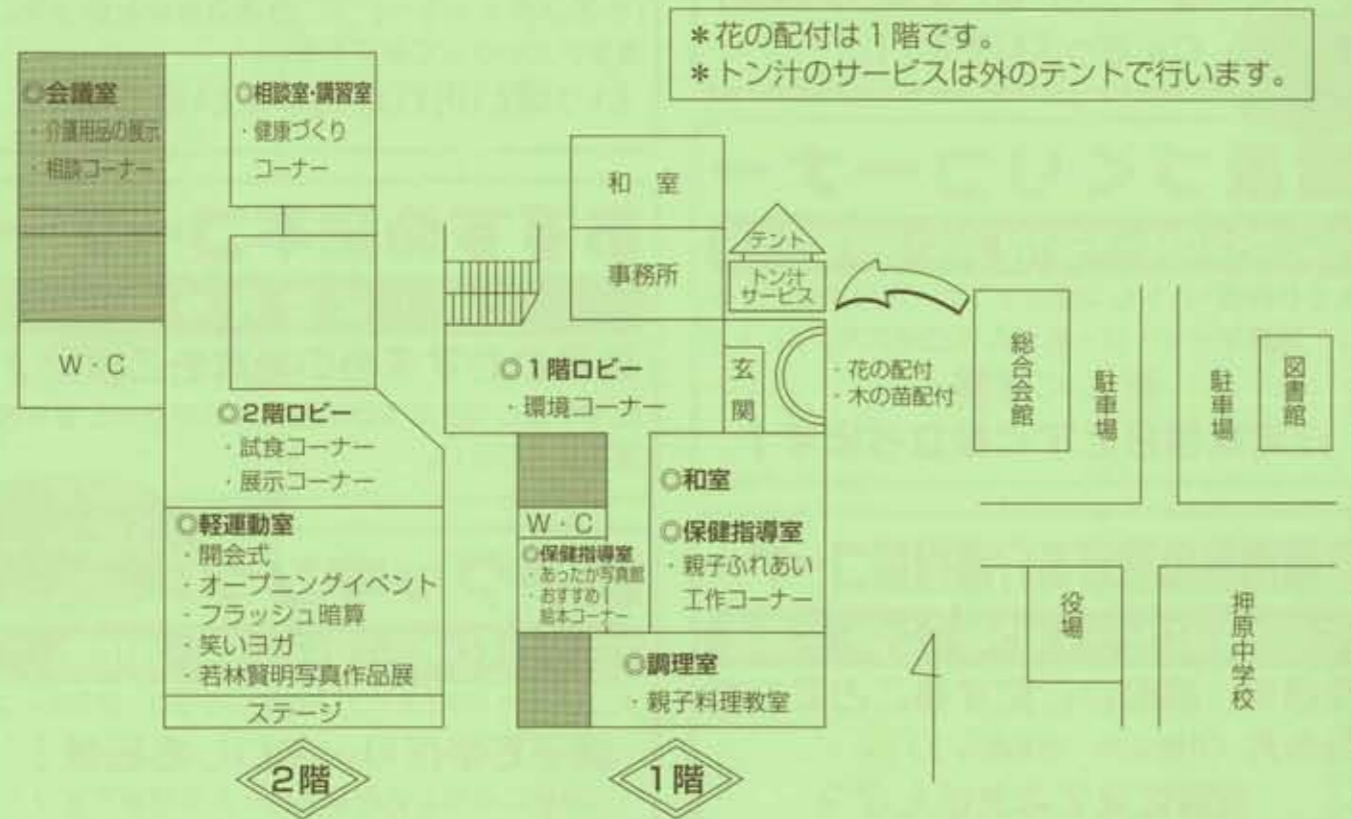 ＊花の配付は１階です。
＊トン汁のサービスは外のテントで行います。
◎会議室
・介護用品の展示
・相談コーナー
◎相談室・講習室
・健康づくり
コーナー
W・C
◎２階ロビー
・試食コーナー
・展示コーナー
◎軽運動室
・開会式
・オープニングイベント
・フラッシュ暗算
・笑いヨガ
・若林賢明写真作品展
ステージ
２階
和　室
事務所
テント
トン汁
サービス
◎１階ロビー
・環境コーナー
玄関
・花の配付
・木の苗配付
W・C
◎保健指導室
・あったか写真館
・おすすめ
絵本コーナー
◎和室
◎保健指導室
・親子ふれあい
工作コーナー
◎調理室
・親子料理教室
１階
総合会館
駐車場
駐車場
図書館
役場
押原中学校